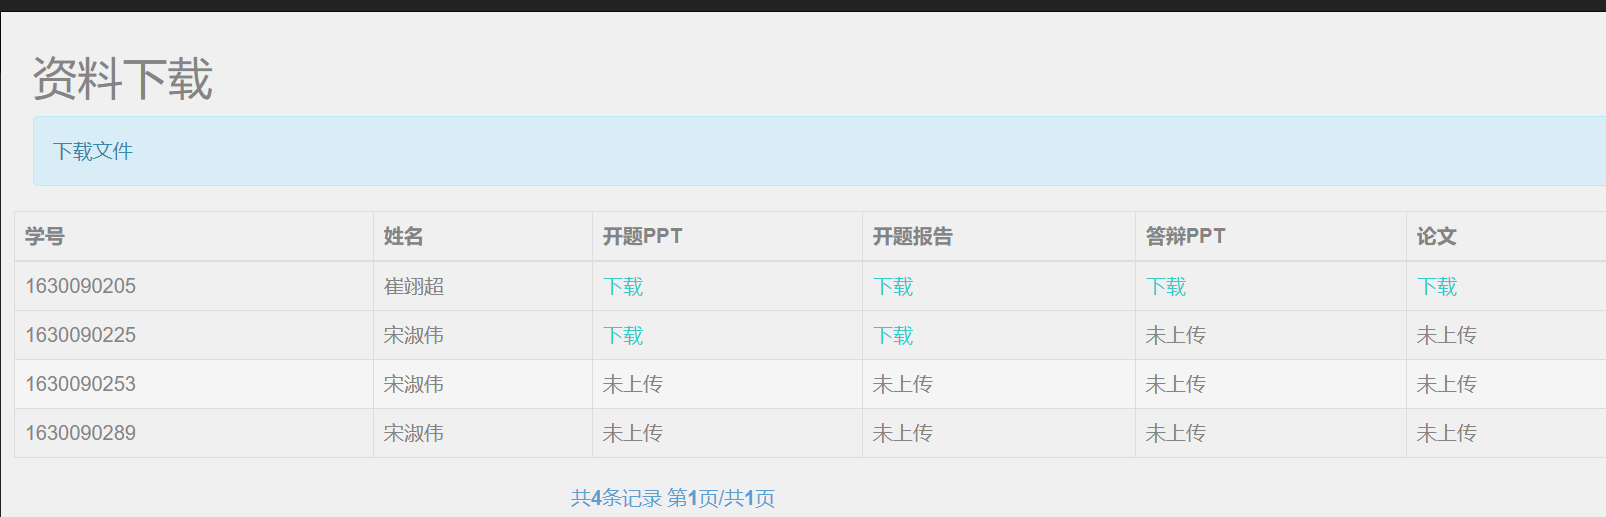 资料下载
下载文件
学号 姓名 开题PPT 开题报告 答辩PPT 论文
1630090205 崔翊超 下载 下载 下载 下载
1630090225 宋淑伟 下载 下载 未上传 未上传
1630090253 宋淑伟 未上传 未上传 未上传 未上传
1630090289 宋淑伟 未上传 未上传 未上传 未上传
共4条记录 第1页/共1页